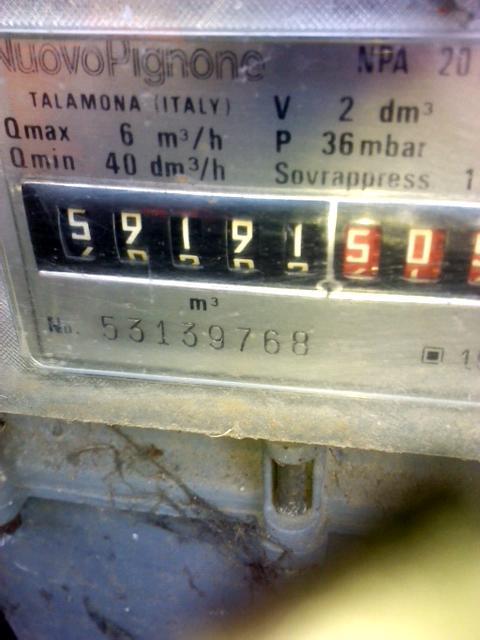 NuovoPignone NPA 20
TALAMONA (ITALY) V 2 dm³
Qmax 6 m³/h P 36 mbar
Qmin 40 dm³/h Sovrappress 1
5 9 1 9 1 5 0 5
m³
No. 53139768